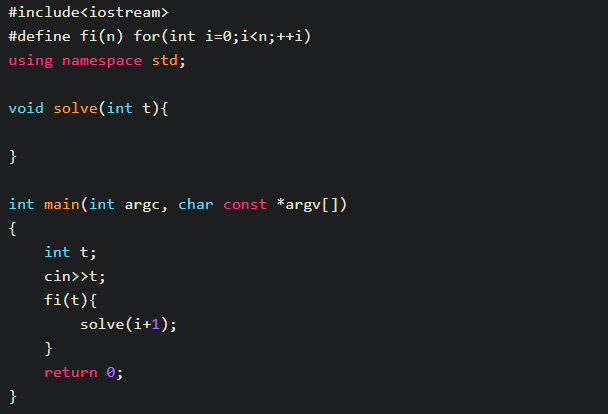 #include<iostream>
#define fi(n) for(int i=0;i<n;++i)
using namespace std;
void solve(int t){
}
int main(int argc, char const *argv[])
{
    int t;
    cin>>t;
    fi(t){
        solve(i+1);
    }
    return 0;
}